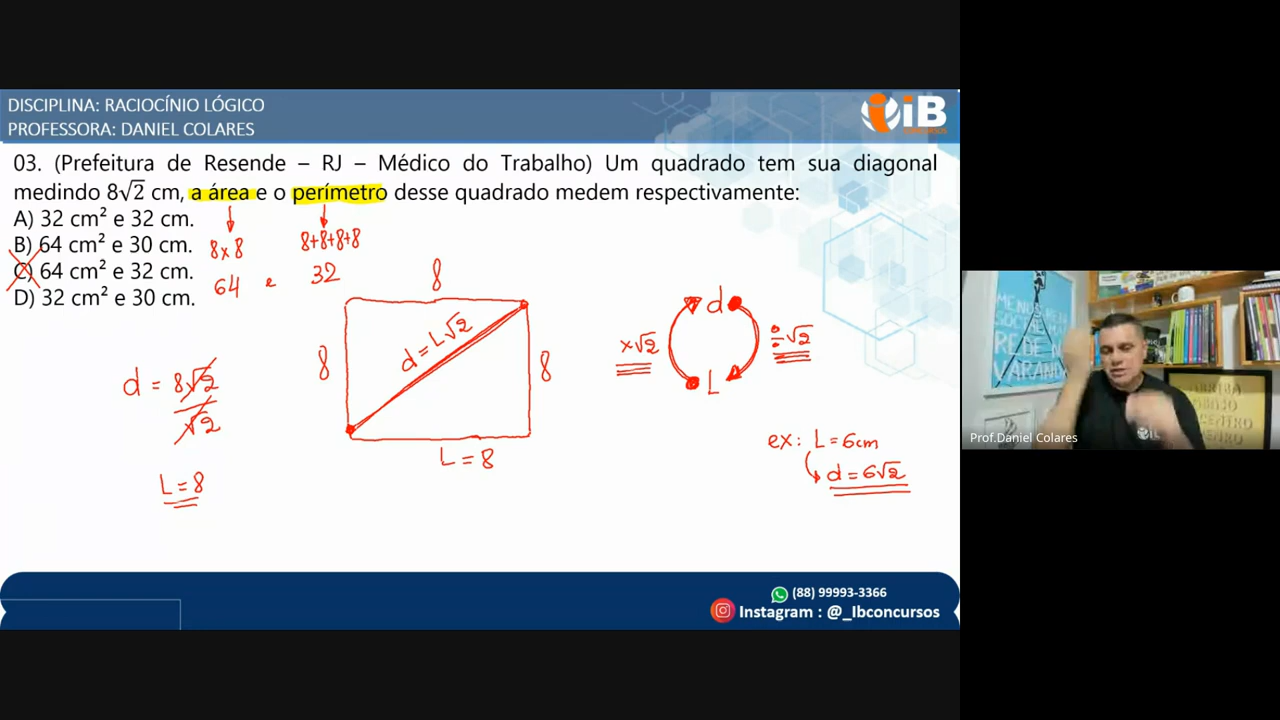 DISCIPLINA: RACIOCÍNIO LÓGICO
PROFESSORA: DANIEL COLARES
iB
CONCURSOS
03. (Prefeitura de Resende – RJ – Médico do Trabalho) Um quadrado tem sua diagonal
medindo 8√2 cm, a área e o perímetro desse quadrado medem respectivamente:
A) 32 cm² e 32 cm.
B) 64 cm² e 30 cm.
C) 64 cm² e 32 cm.
D) 32 cm² e 30 cm.
8x8
8+8+8+8
64 e 32
8
d = L√2
8
8
L = 8
d = 8√2
√2
L = 8
d
x√2
÷√2
L
ex: L = 6cm
d = 6√2
(88) 99993-3366
Instagram : @_Ibconcursos
REDE N
VARAND
Prof.Daniel Colares